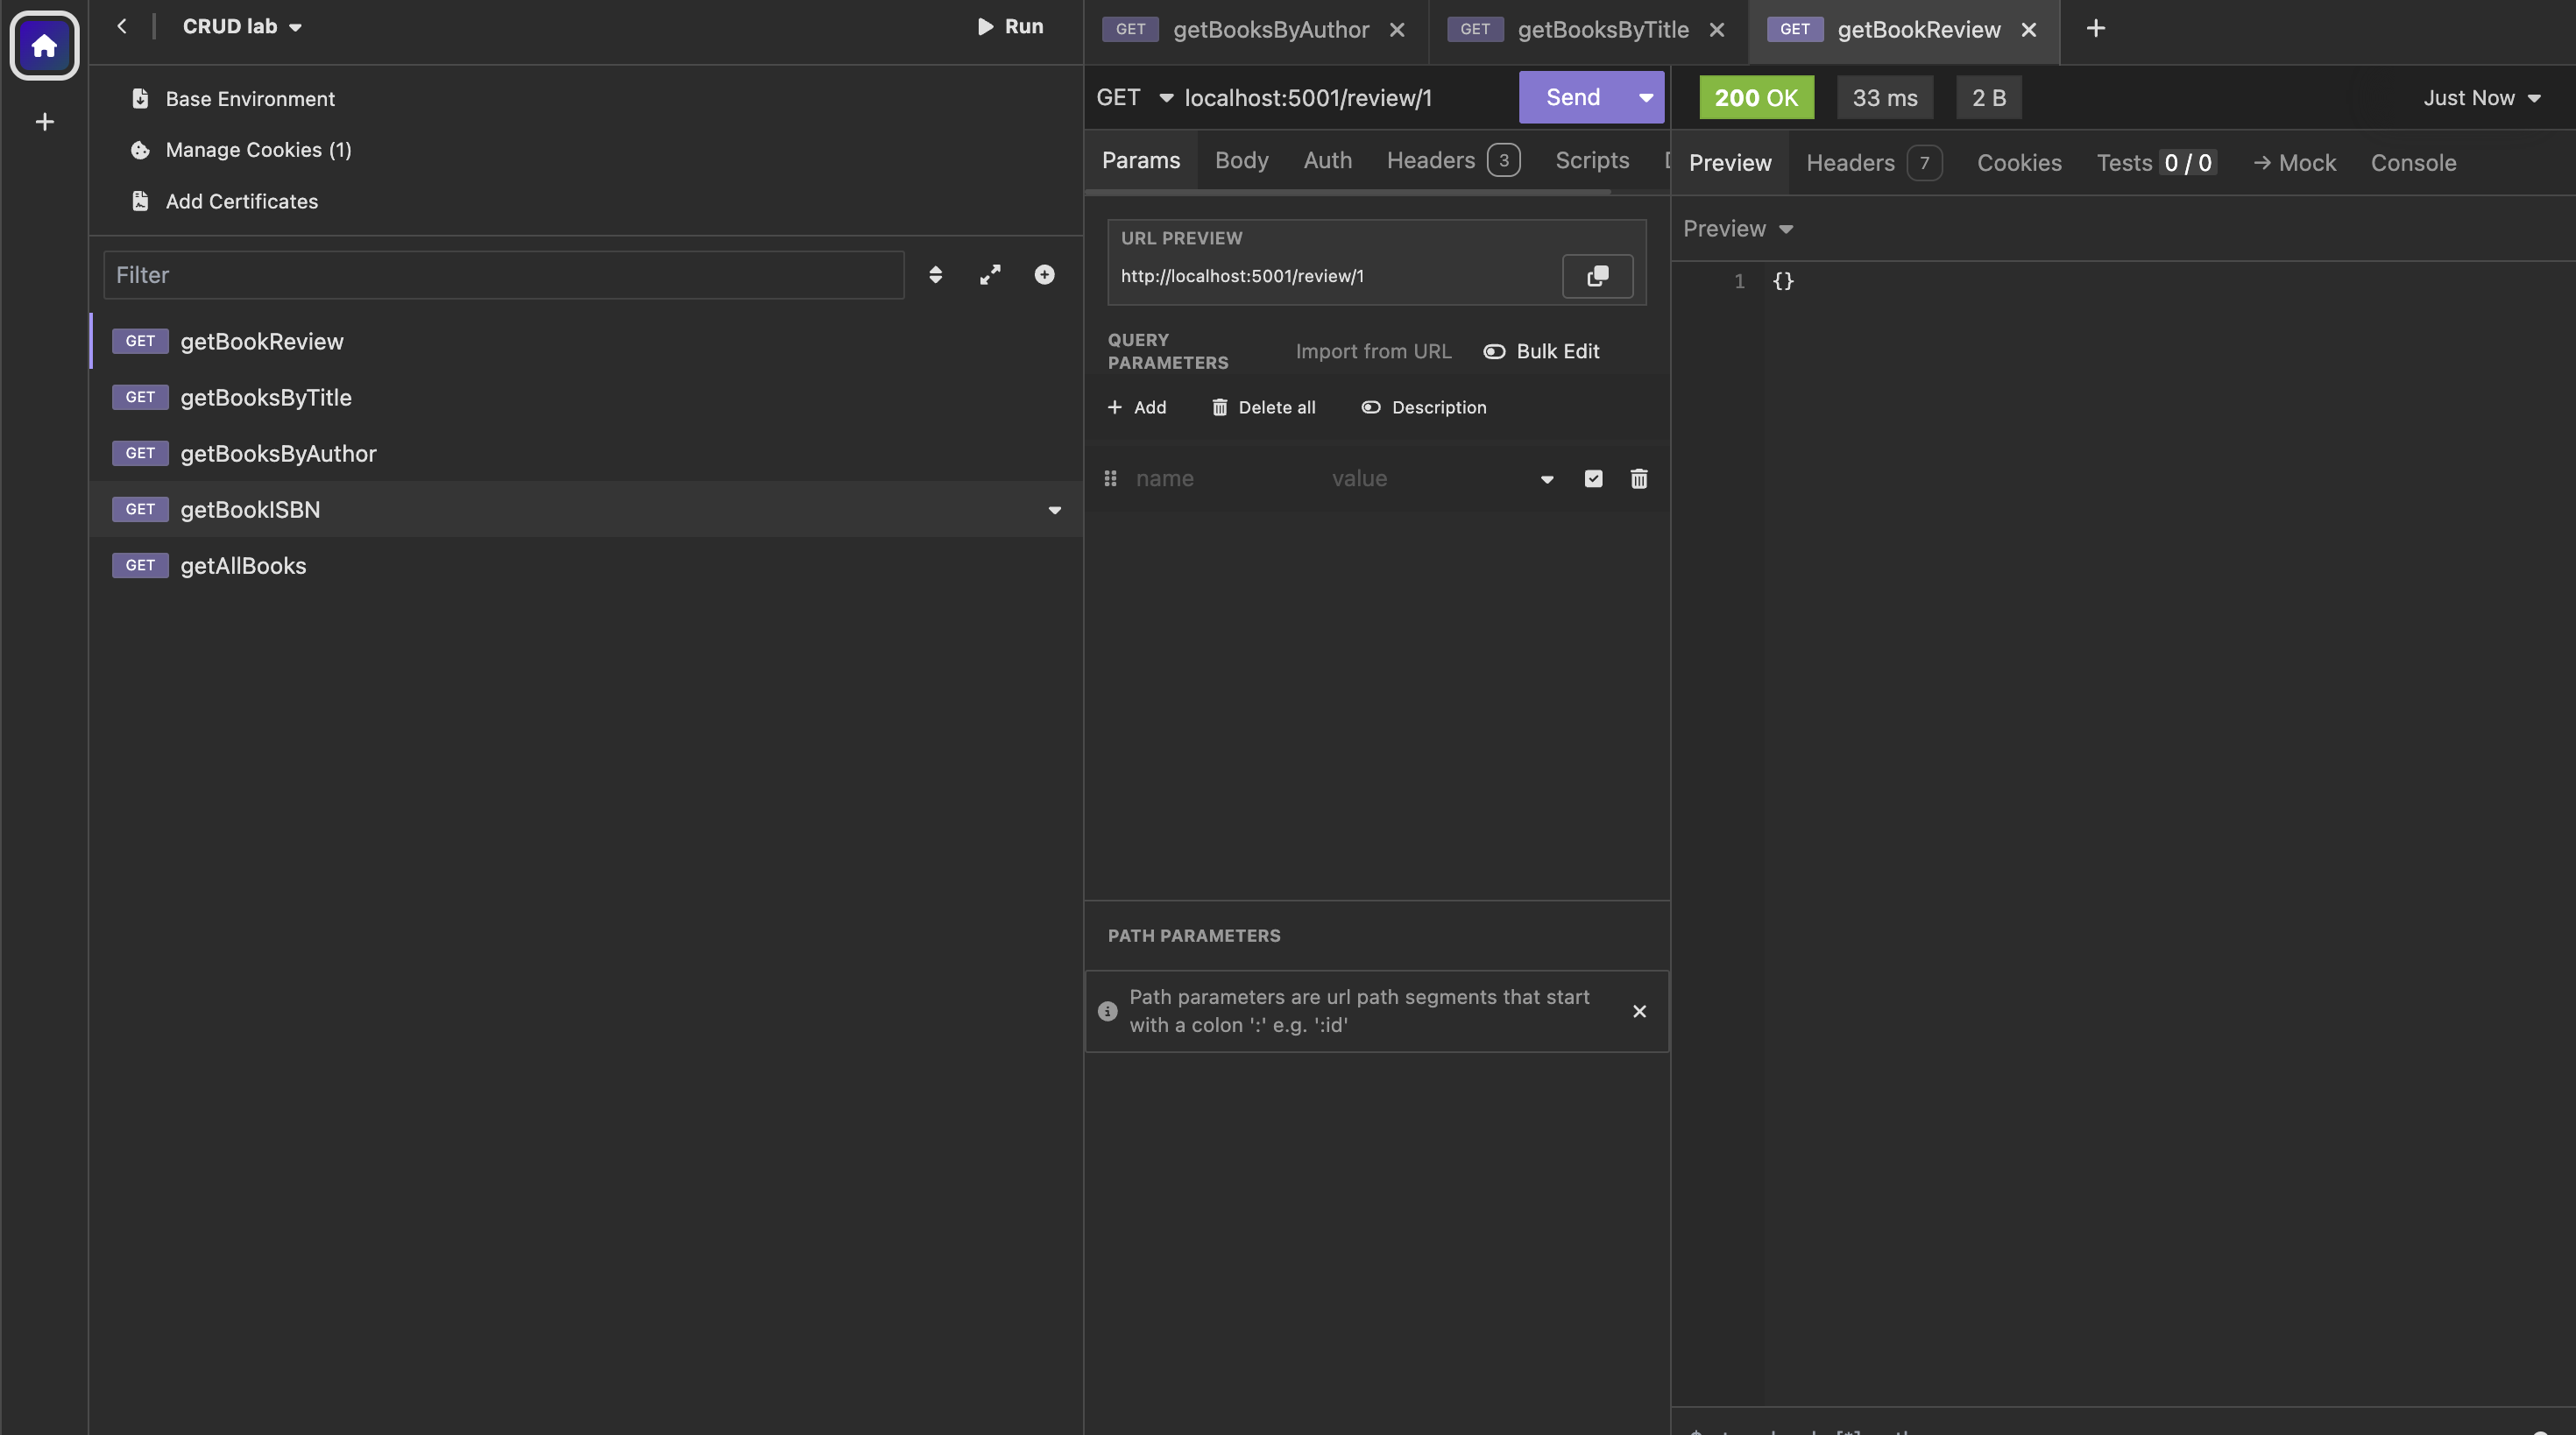 CRUD lab
Run
Base Environment
Manage Cookies (1)
Add Certificates
Filter
GET getBookReview
GET getBooksByTitle
GET getBooksByAuthor
GET getBookISBN
GET getAllBooks
GET getBooksByAuthor
GET getBooksByTitle
GET getBookReview
GET localhost:5001/review/1 Send
Params Body Auth Headers 3 Scripts
URL PREVIEW
http://localhost:5001/review/1
QUERY
PARAMETERS
Import from URL Bulk Edit
Add Delete all Description
name value
PATH PARAMETERS
Path parameters are url path segments that start
with a colon ':' e.g. ':id'
200 OK 33 ms 2 B Just Now
Preview Headers 7 Cookies Tests 0 / 0 → Mock Console
Preview
1 {}